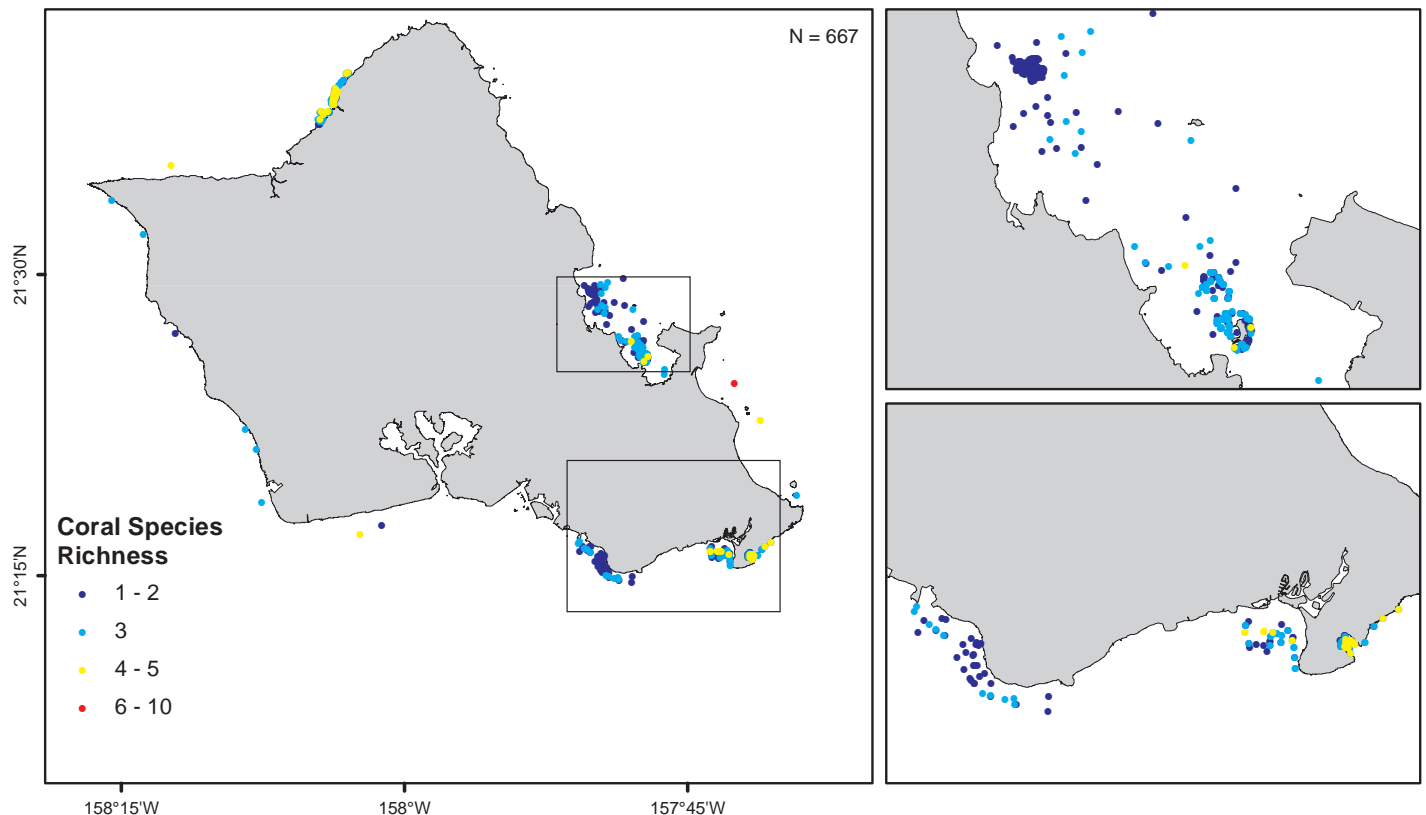 N = 667
21°30'N
21°15'N
Coral Species
Richness
1 - 2
3
4 - 5
6 - 10
158°15'W
158°W
157°45'W